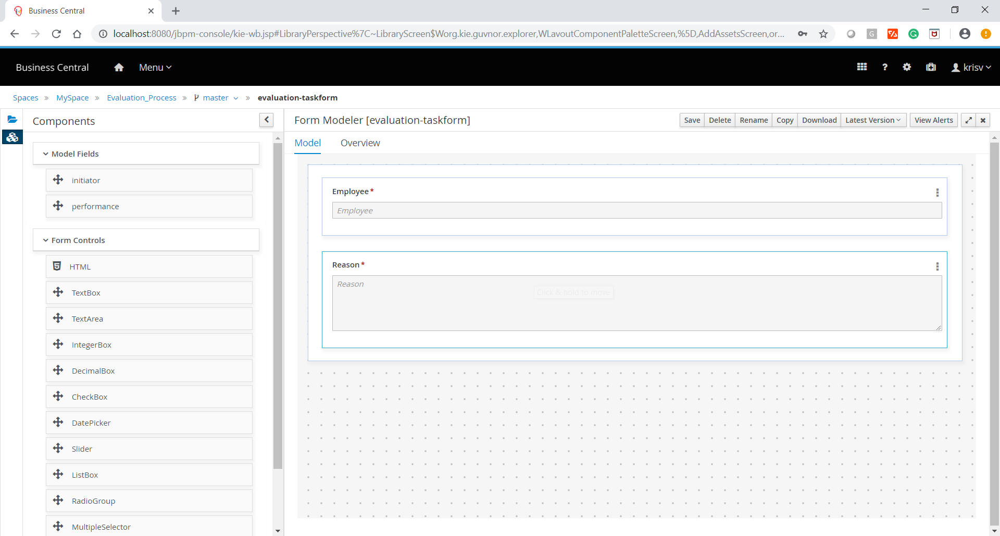 Business Central
localhost:8080/jbpm-console/kie-wb.jsp#LibraryPerspective%7C~LibraryScreen$Worg.kie.guvnor.explorer,WLavoutComponentPaletteScreen,%5D,AddAssetsScreen,or...
Business Central
Menu
? krisv
Spaces » MySpace » Evaluation_Process » master » evaluation-taskform
Components
Form Modeler [evaluation-taskform]
Save Delete Rename Copy Download Latest Version View Alerts
Model Overview
Model Fields
initiator
performance
Form Controls
HTML
TextBox
TextArea
IntegerBox
DecimalBox
CheckBox
DatePicker
Slider
ListBox
RadioGroup
MultipleSelector
Employee*
Employee
Reason*
Reason
Click & hold to move